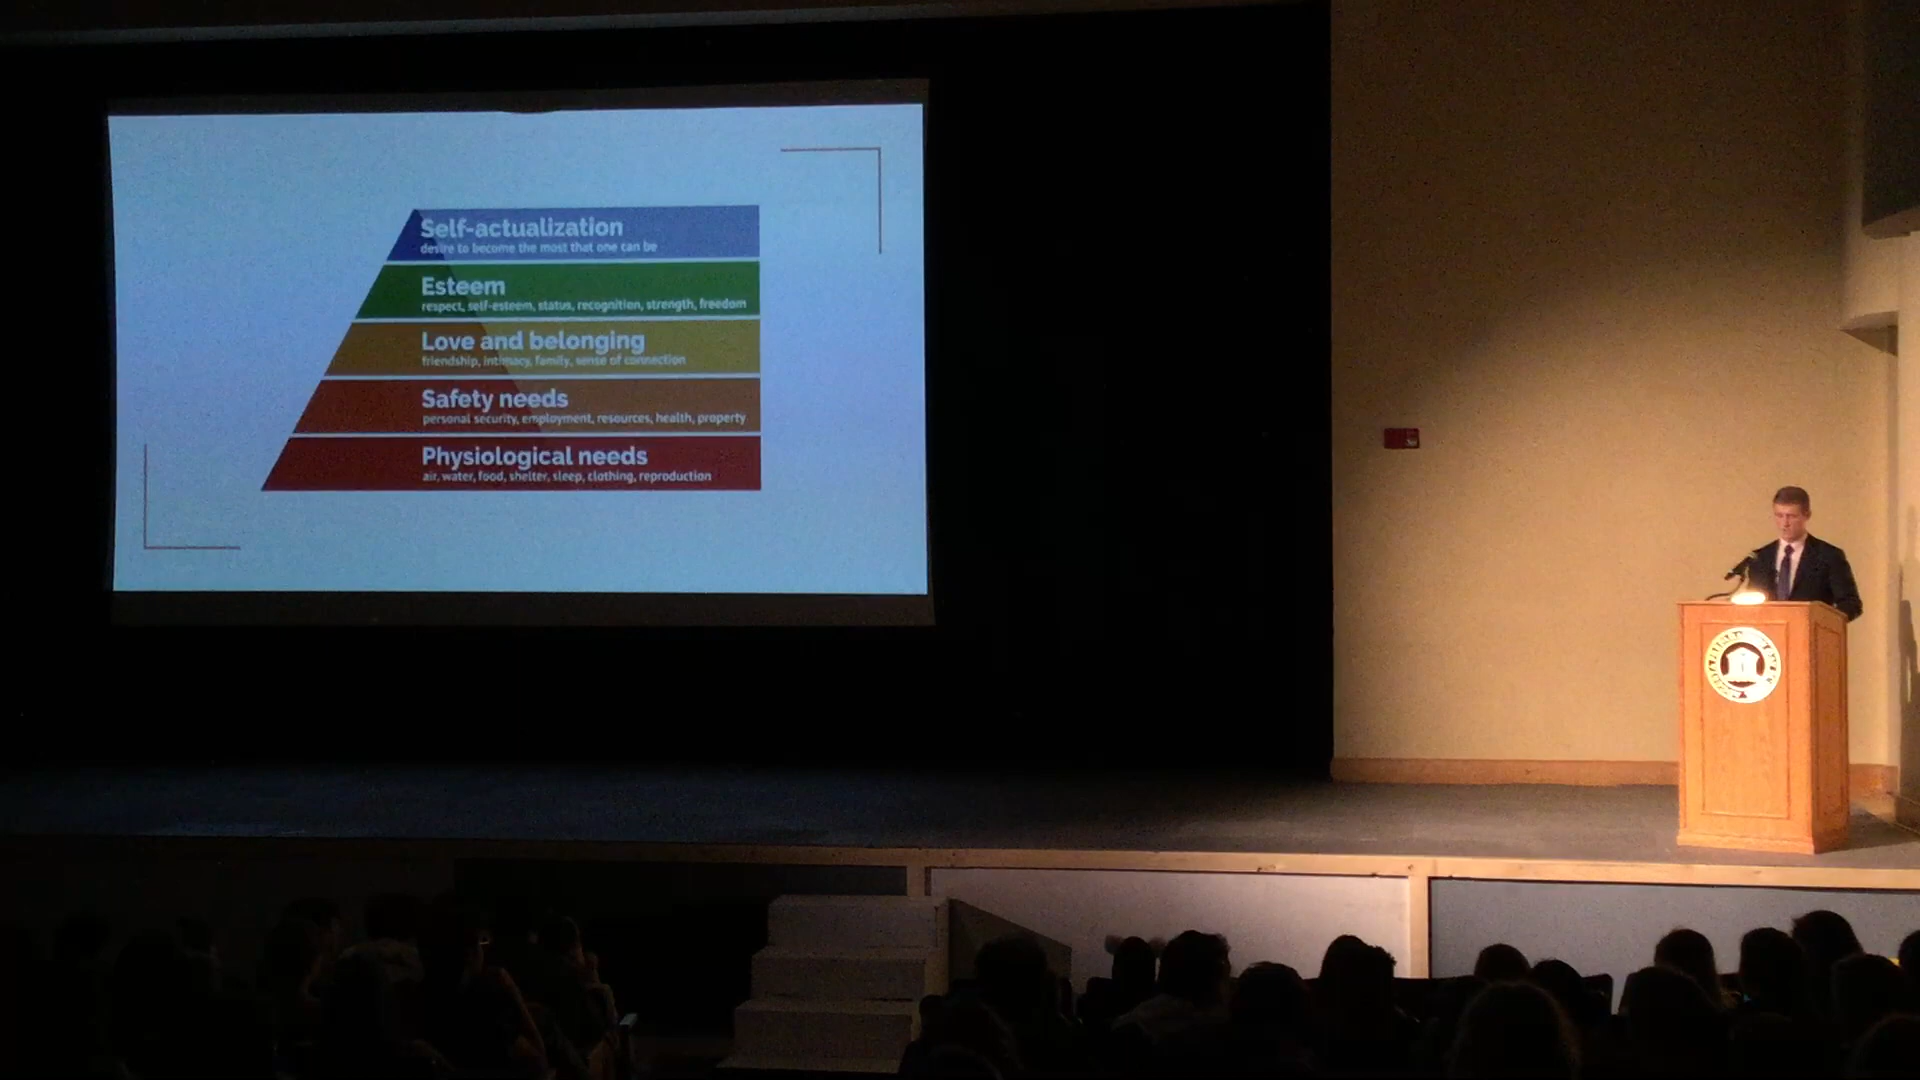 Self-actualization
desire to become the most that one can be
Esteem
respect, self-esteem, status, recognition, strength, freedom
Love and belonging
friendship, intimacy, family, sense of connection
Safety needs
personal security, employment, resources, health, property
Physiological needs
air, water, food, shelter, sleep, clothing, reproduction